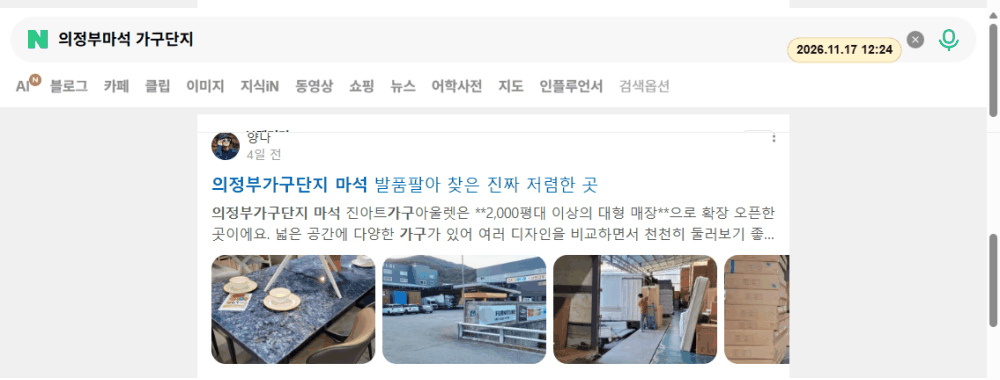 의정부마석 가구단지
2026.11.17 12:24
AI N 블로그 카페 클립 이미지 지식iN 동영상 쇼핑 뉴스 어학사전 지도 인플루언서 검색옵션
양나
4일 전
의정부가구단지 마석 발품팔아 찾은 진짜 저렴한 곳
의정부가구단지 마석 진아트가구아울렛은 **2,000평대 이상의 대형 매장**으로 확장 오픈한
곳이에요. 넓은 공간에 다양한 가구가 있어 여러 디자인을 비교하면서 천천히 둘러보기 좋...
FURNITURE